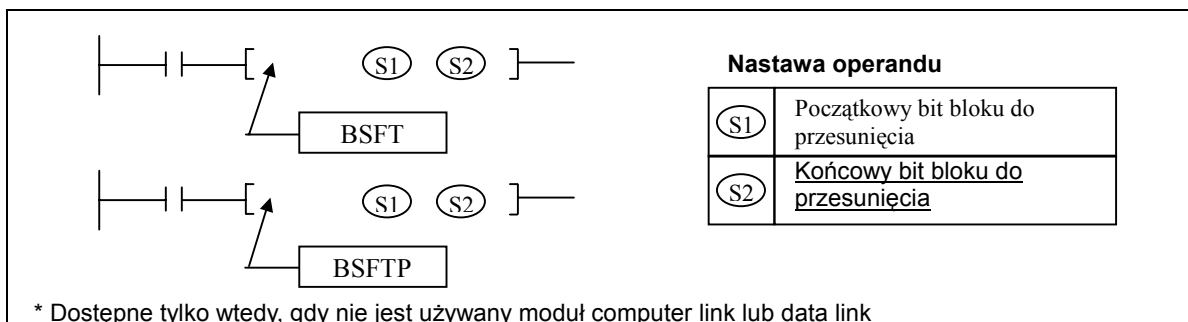 S1 S2
Nastawa operandu
S1 Początkowy bit bloku do
przesunięcia
BSFT
S2 Końcowy bit bloku do
przesunięcia
S1 S2
BSFTP
* Dostępne tylko wtedy, gdy nie jest używany moduł computer link lub data link